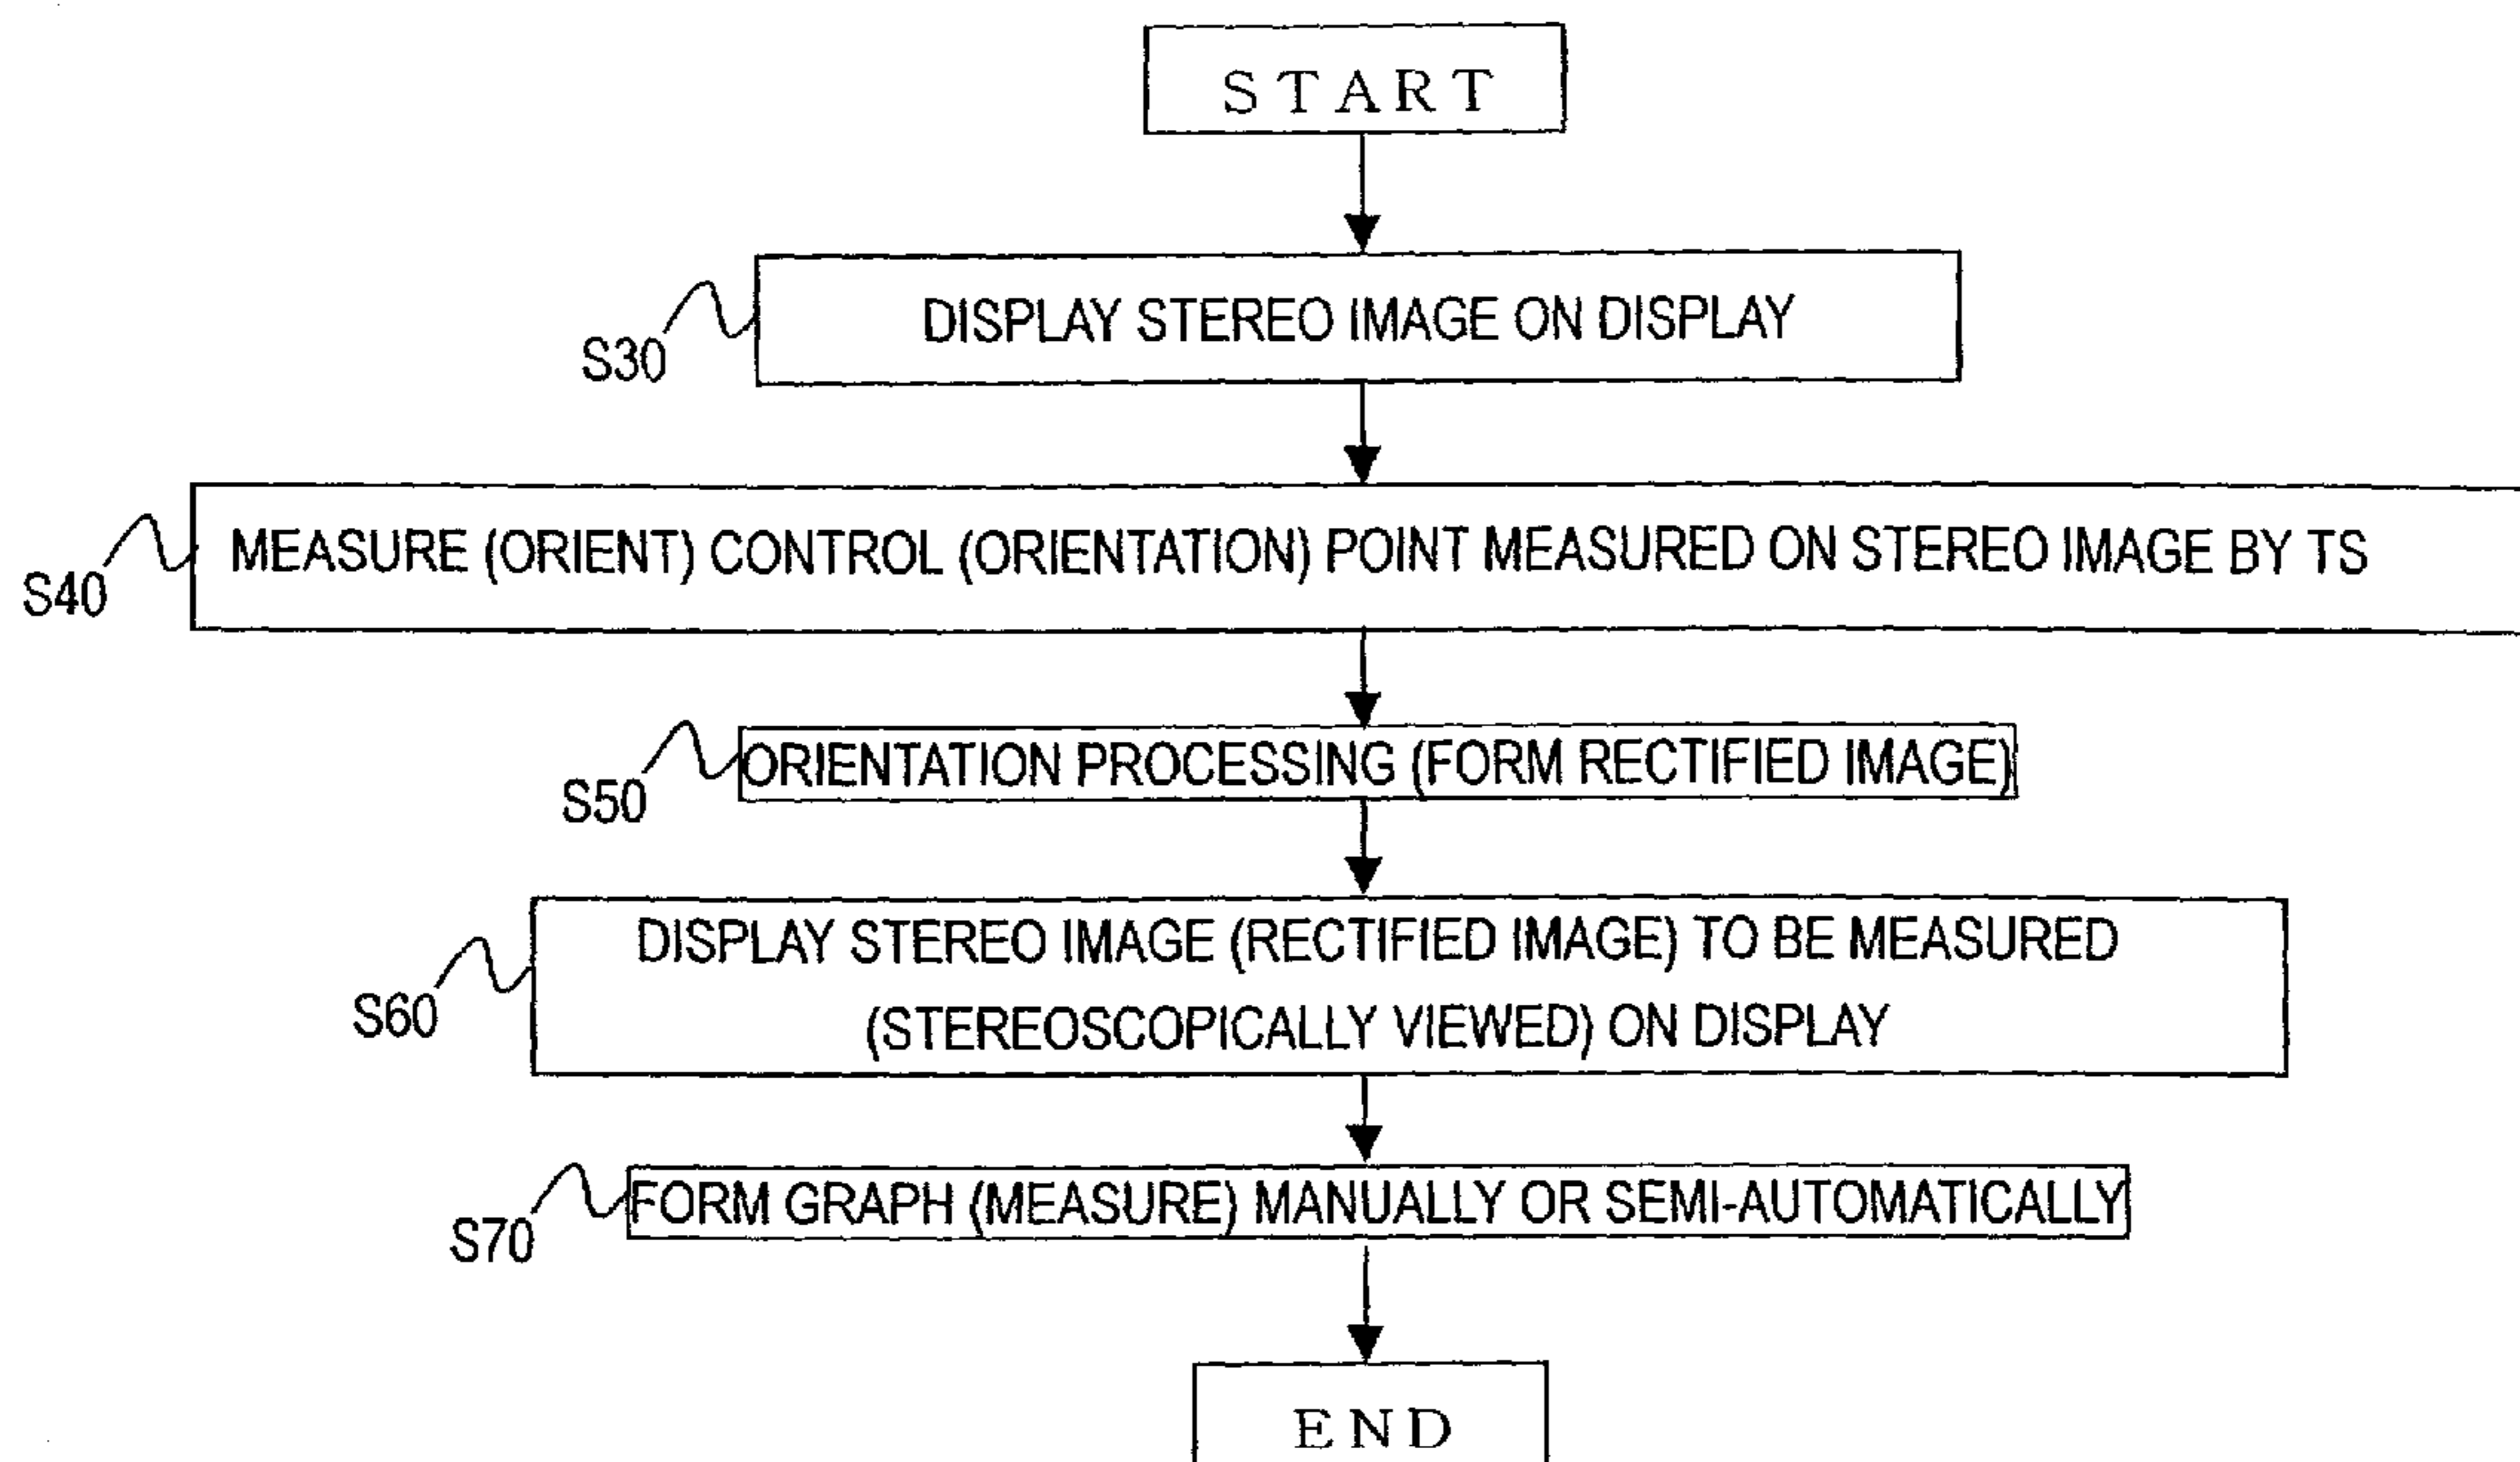 START
DISPLAY STEREO IMAGE ON DISPLAY
S30
MEASURE (ORIENT) CONTROL (ORIENTATION) POINT MEASURED ON STEREO IMAGE BY TS
S40
ORIENTATION PROCESSING (FORM RECTIFIED IMAGE)
S50
DISPLAY STEREO IMAGE (RECTIFIED IMAGE) TO BE MEASURED
(STEREOSCOPICALLY VIEWED) ON DISPLAY
S60
FORM GRAPH (MEASURE) MANUALLY OR SEMI-AUTOMATICALLY
S70
END